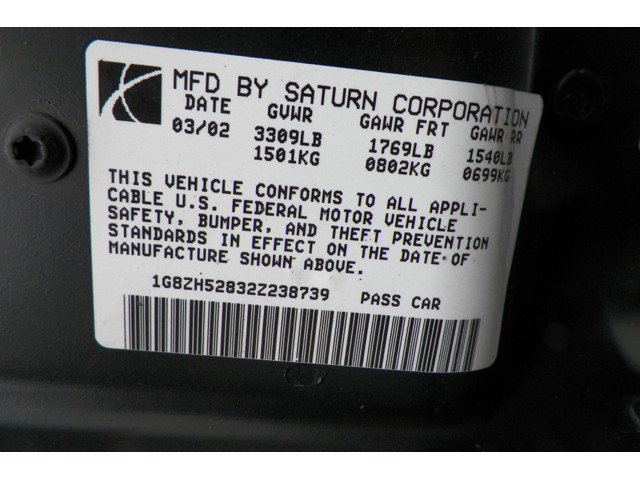 MFD BY SATURN CORPORATION
DATE GVWR GAWR FRT GAWR RR
03/02 3309LB 1769LB 1540LB
1501KG 0802KG 0699KG
THIS VEHICLE CONFORMS TO ALL APPLI-
CABLE U.S. FEDERAL MOTOR VEHICLE
SAFETY, BUMPER, AND THEFT PREVENTION
STANDARDS IN EFFECT ON THE DATE OF
MANUFACTURE SHOWN ABOVE.
1G8ZH52832Z238739 PASS CAR